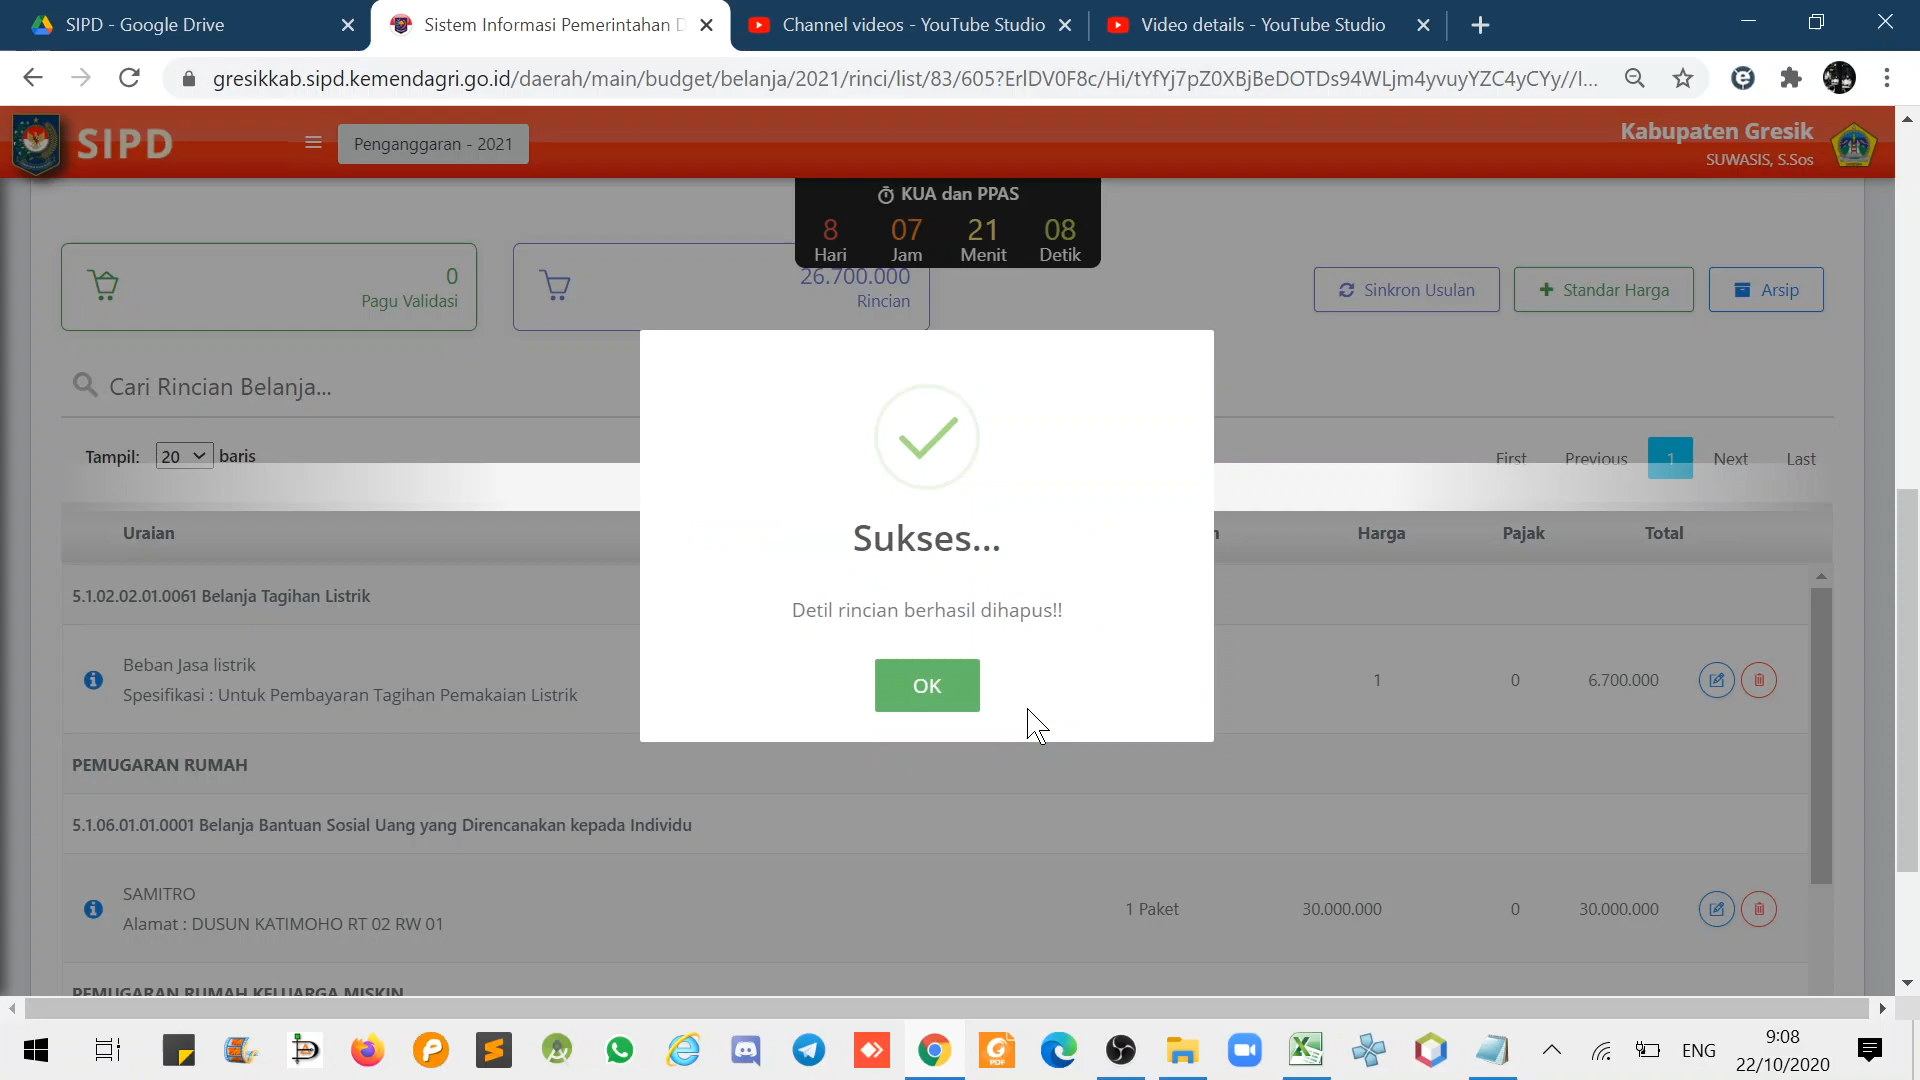 SIPD - Google Drive
Sistem Informasi Pemerintahan D
Channel videos - YouTube Studio
Video details - YouTube Studio
gresikkab.sipd.kemendagri.go.id/daerah/main/budget/belanja/2021/rinci/list/83/605?ErlDV0F8c/Hi/tYfYj7pZ0XBjBeDOTDs94WLjm4yvuyYZC4yCYy//I...
SIPD
Penganggaran - 2021
Kabupaten Gresik
SUWASIS, S.Sos
KUA dan PPAS
8 07 21 08
Hari Jam Menit Detik
0
Pagu Validasi
26.700.000
Rincian
Sinkron Usulan
Standar Harga
Arsip
Cari Rincian Belanja...
Tampil: 20 baris
First Previous 1 Next Last
Uraian Harga Pajak Total
Sukses...
Detil rincian berhasil dihapus!!
OK
5.1.02.02.01.0061 Belanja Tagihan Listrik
Beban Jasa listrik
Spesifikasi : Untuk Pembayaran Tagihan Pemakaian Listrik
1 0 6.700.000
PEMUGARAN RUMAH
5.1.06.01.01.0001 Belanja Bantuan Sosial Uang yang Direncanakan kepada Individu
SAMITRO
Alamat : DUSUN KATIMOHO RT 02 RW 01
1 Paket 30.000.000 0 30.000.000
PEMUGARAN RUMAH KELUARGA MISKIN
PDF
ENG
9:08
22/10/2020